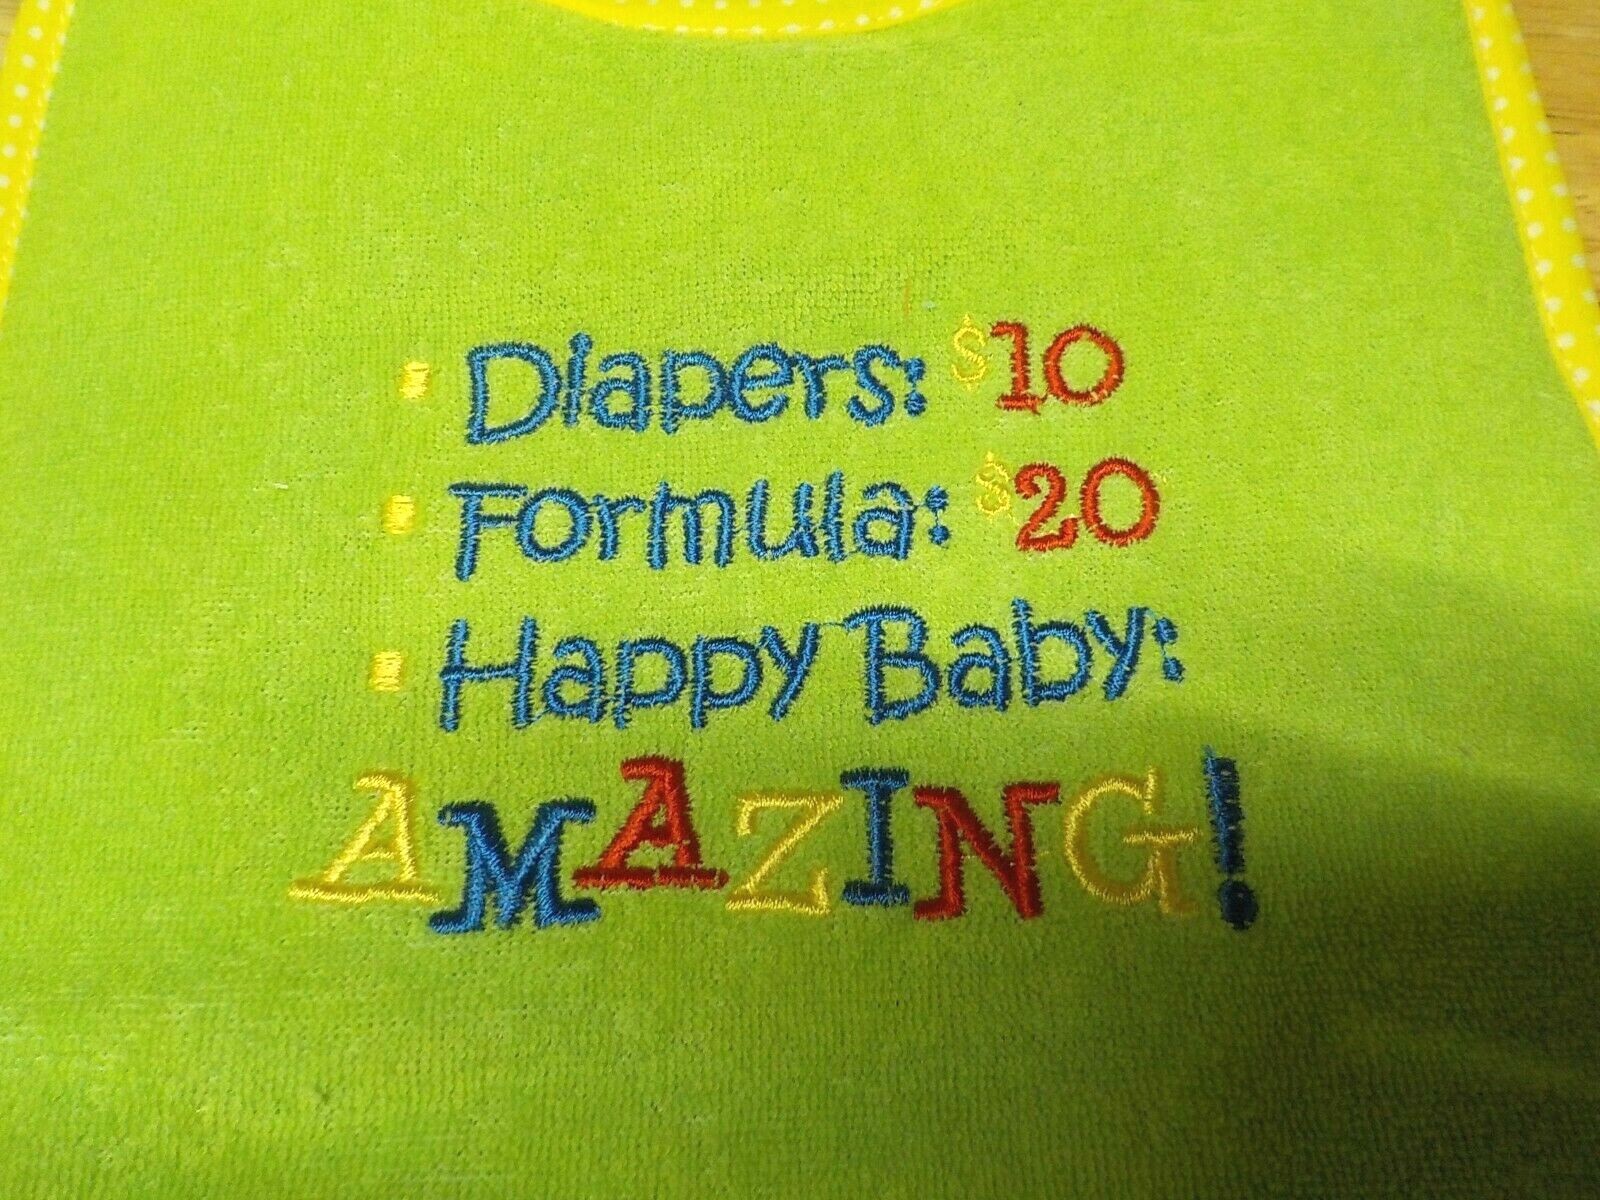 Diapers: $10
Formula: $20
Happy Baby:
AMAZING!